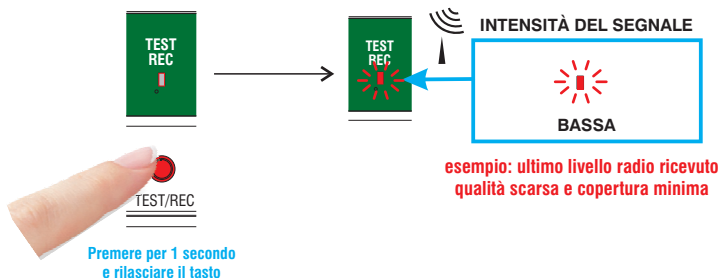 TEST
REC
TEST
REC
INTENSITÀ DEL SEGNALE
BASSA
esempio: ultimo livello radio ricevuto
qualità scarsa e copertura minima
TEST/REC
Premere per 1 secondo
e rilasciare il tasto